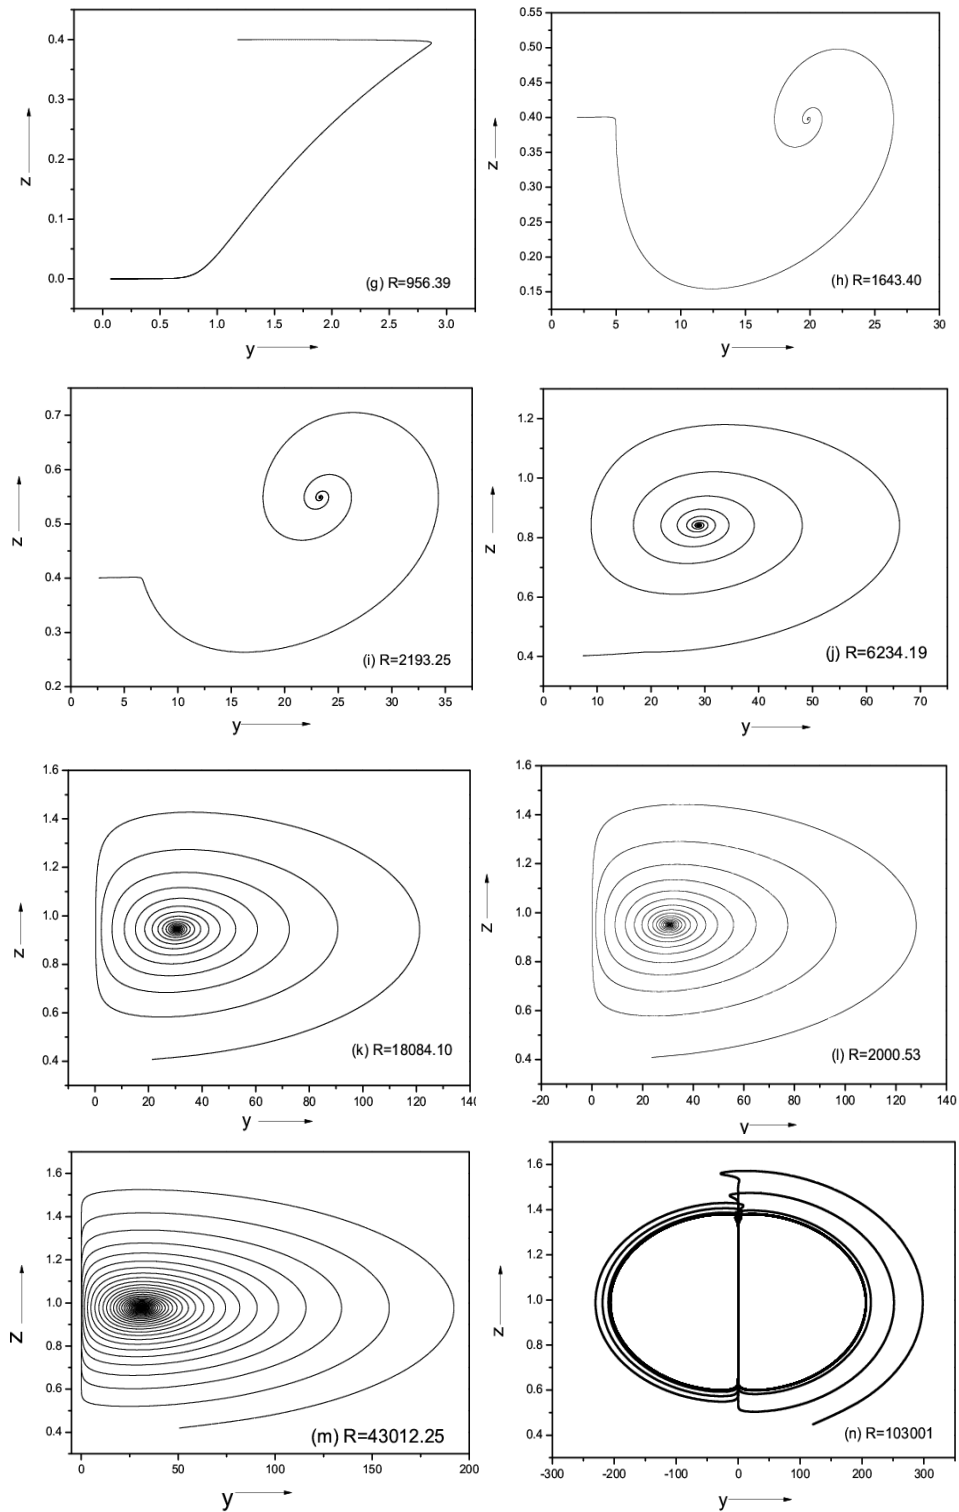 0.4
0.3
0.2
0.1
0.0
z
(g) R=956.39
0.0 0.5 1.0 1.5 2.0 2.5 3.0
y
0.55
0.50
0.45
0.40
0.35
0.30
0.25
0.20
0.15
z
(h) R=1643.40
0 5 10 15 20 25 30
y
0.7
0.6
0.5
0.4
0.3
0.2
z
(i) R=2193.25
0 5 10 15 20 25 30 35
y
1.2
1.0
0.8
0.6
0.4
z
(j) R=6234.19
0 10 20 30 40 50 60 70
y
1.6
1.4
1.2
1.0
0.8
0.6
0.4
z
(k) R=18084.10
0 20 40 60 80 100 120 140
y
1.6
1.4
1.2
1.0
0.8
0.6
0.4
z
(l) R=2000.53
-20 0 20 40 60 80 100 120 140
y
1.6
1.4
1.2
1.0
0.8
0.6
0.4
z
(m) R=43012.25
0 50 100 150 200
y
1.6
1.4
1.2
1.0
0.8
0.6
0.4
z
(n) R=103001
-300 -200 -100 0 100 200 300
y